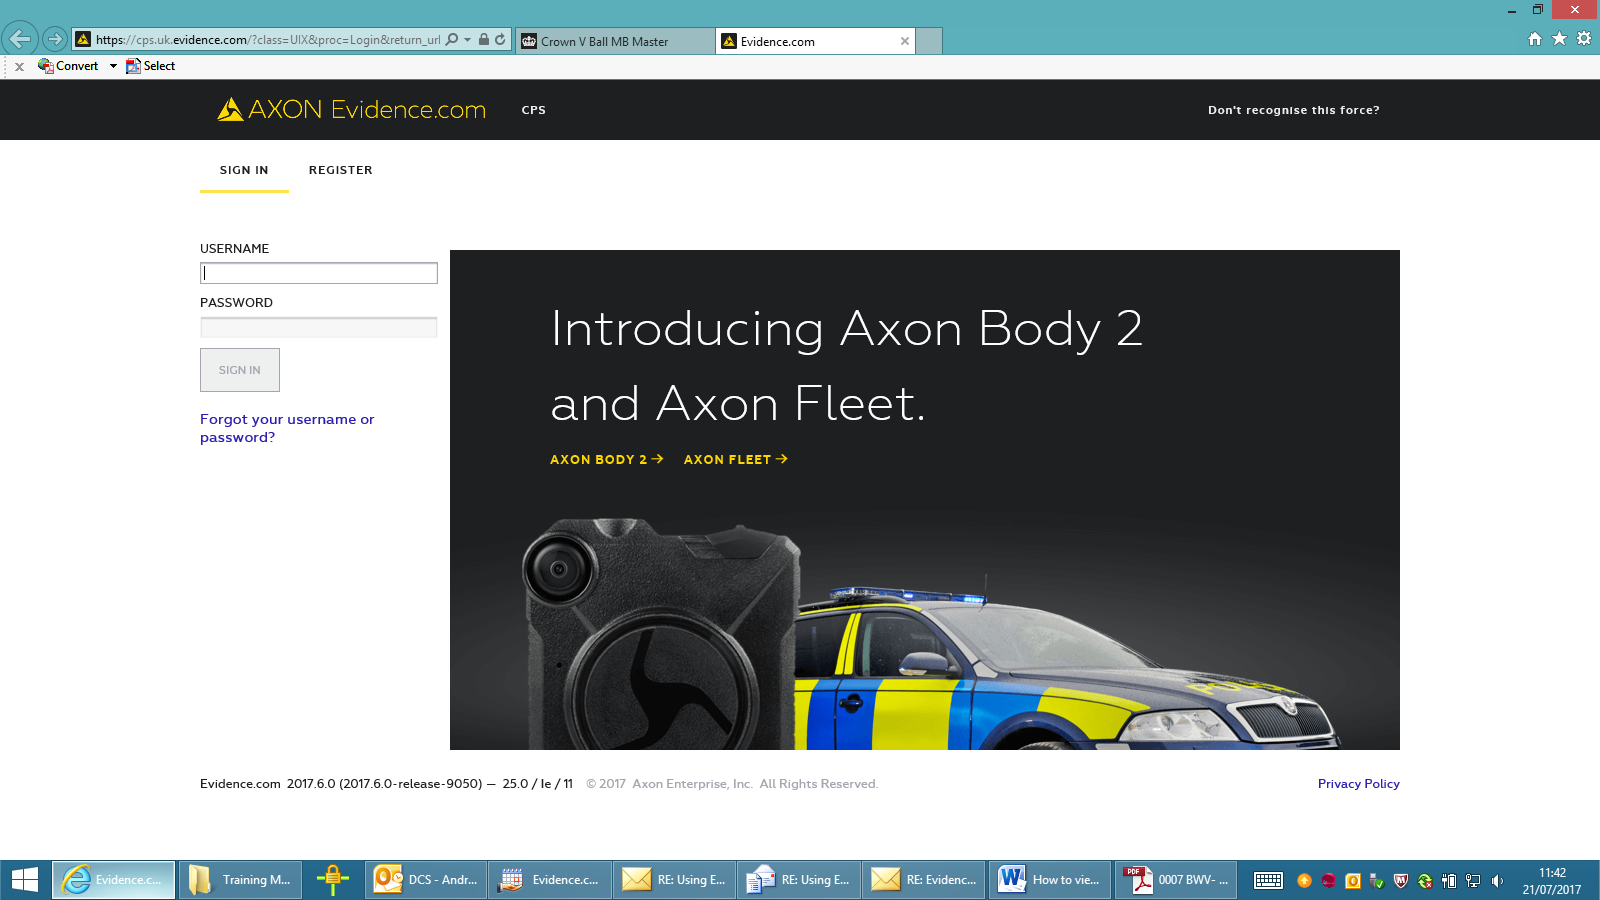 https://cps.uk.evidence.com/?class=UIX&proc=Login&return_url
Crown V Ball MB Master
Evidence.com
x Convert Select
AXON Evidence.com
CPS
Don't recognise this force?
SIGN IN
REGISTER
USERNAME
PASSWORD
SIGN IN
Forgot your username or
password?
Introducing Axon Body 2
and Axon Fleet.
AXON BODY 2 → AXON FLEET →
POLICE
Evidence.com 2017.6.0 (2017.6.0-release-9050) — 25.0 / Ie / 11 © 2017 Axon Enterprise, Inc. All Rights Reserved.
Privacy Policy
Evidence.c...
Training M...
DCS - Andr...
Evidence.c...
RE: Using E...
RE: Using E...
RE: Evidenc...
How to vie...
PDF
0007 BWV- ...
11:42
21/07/2017